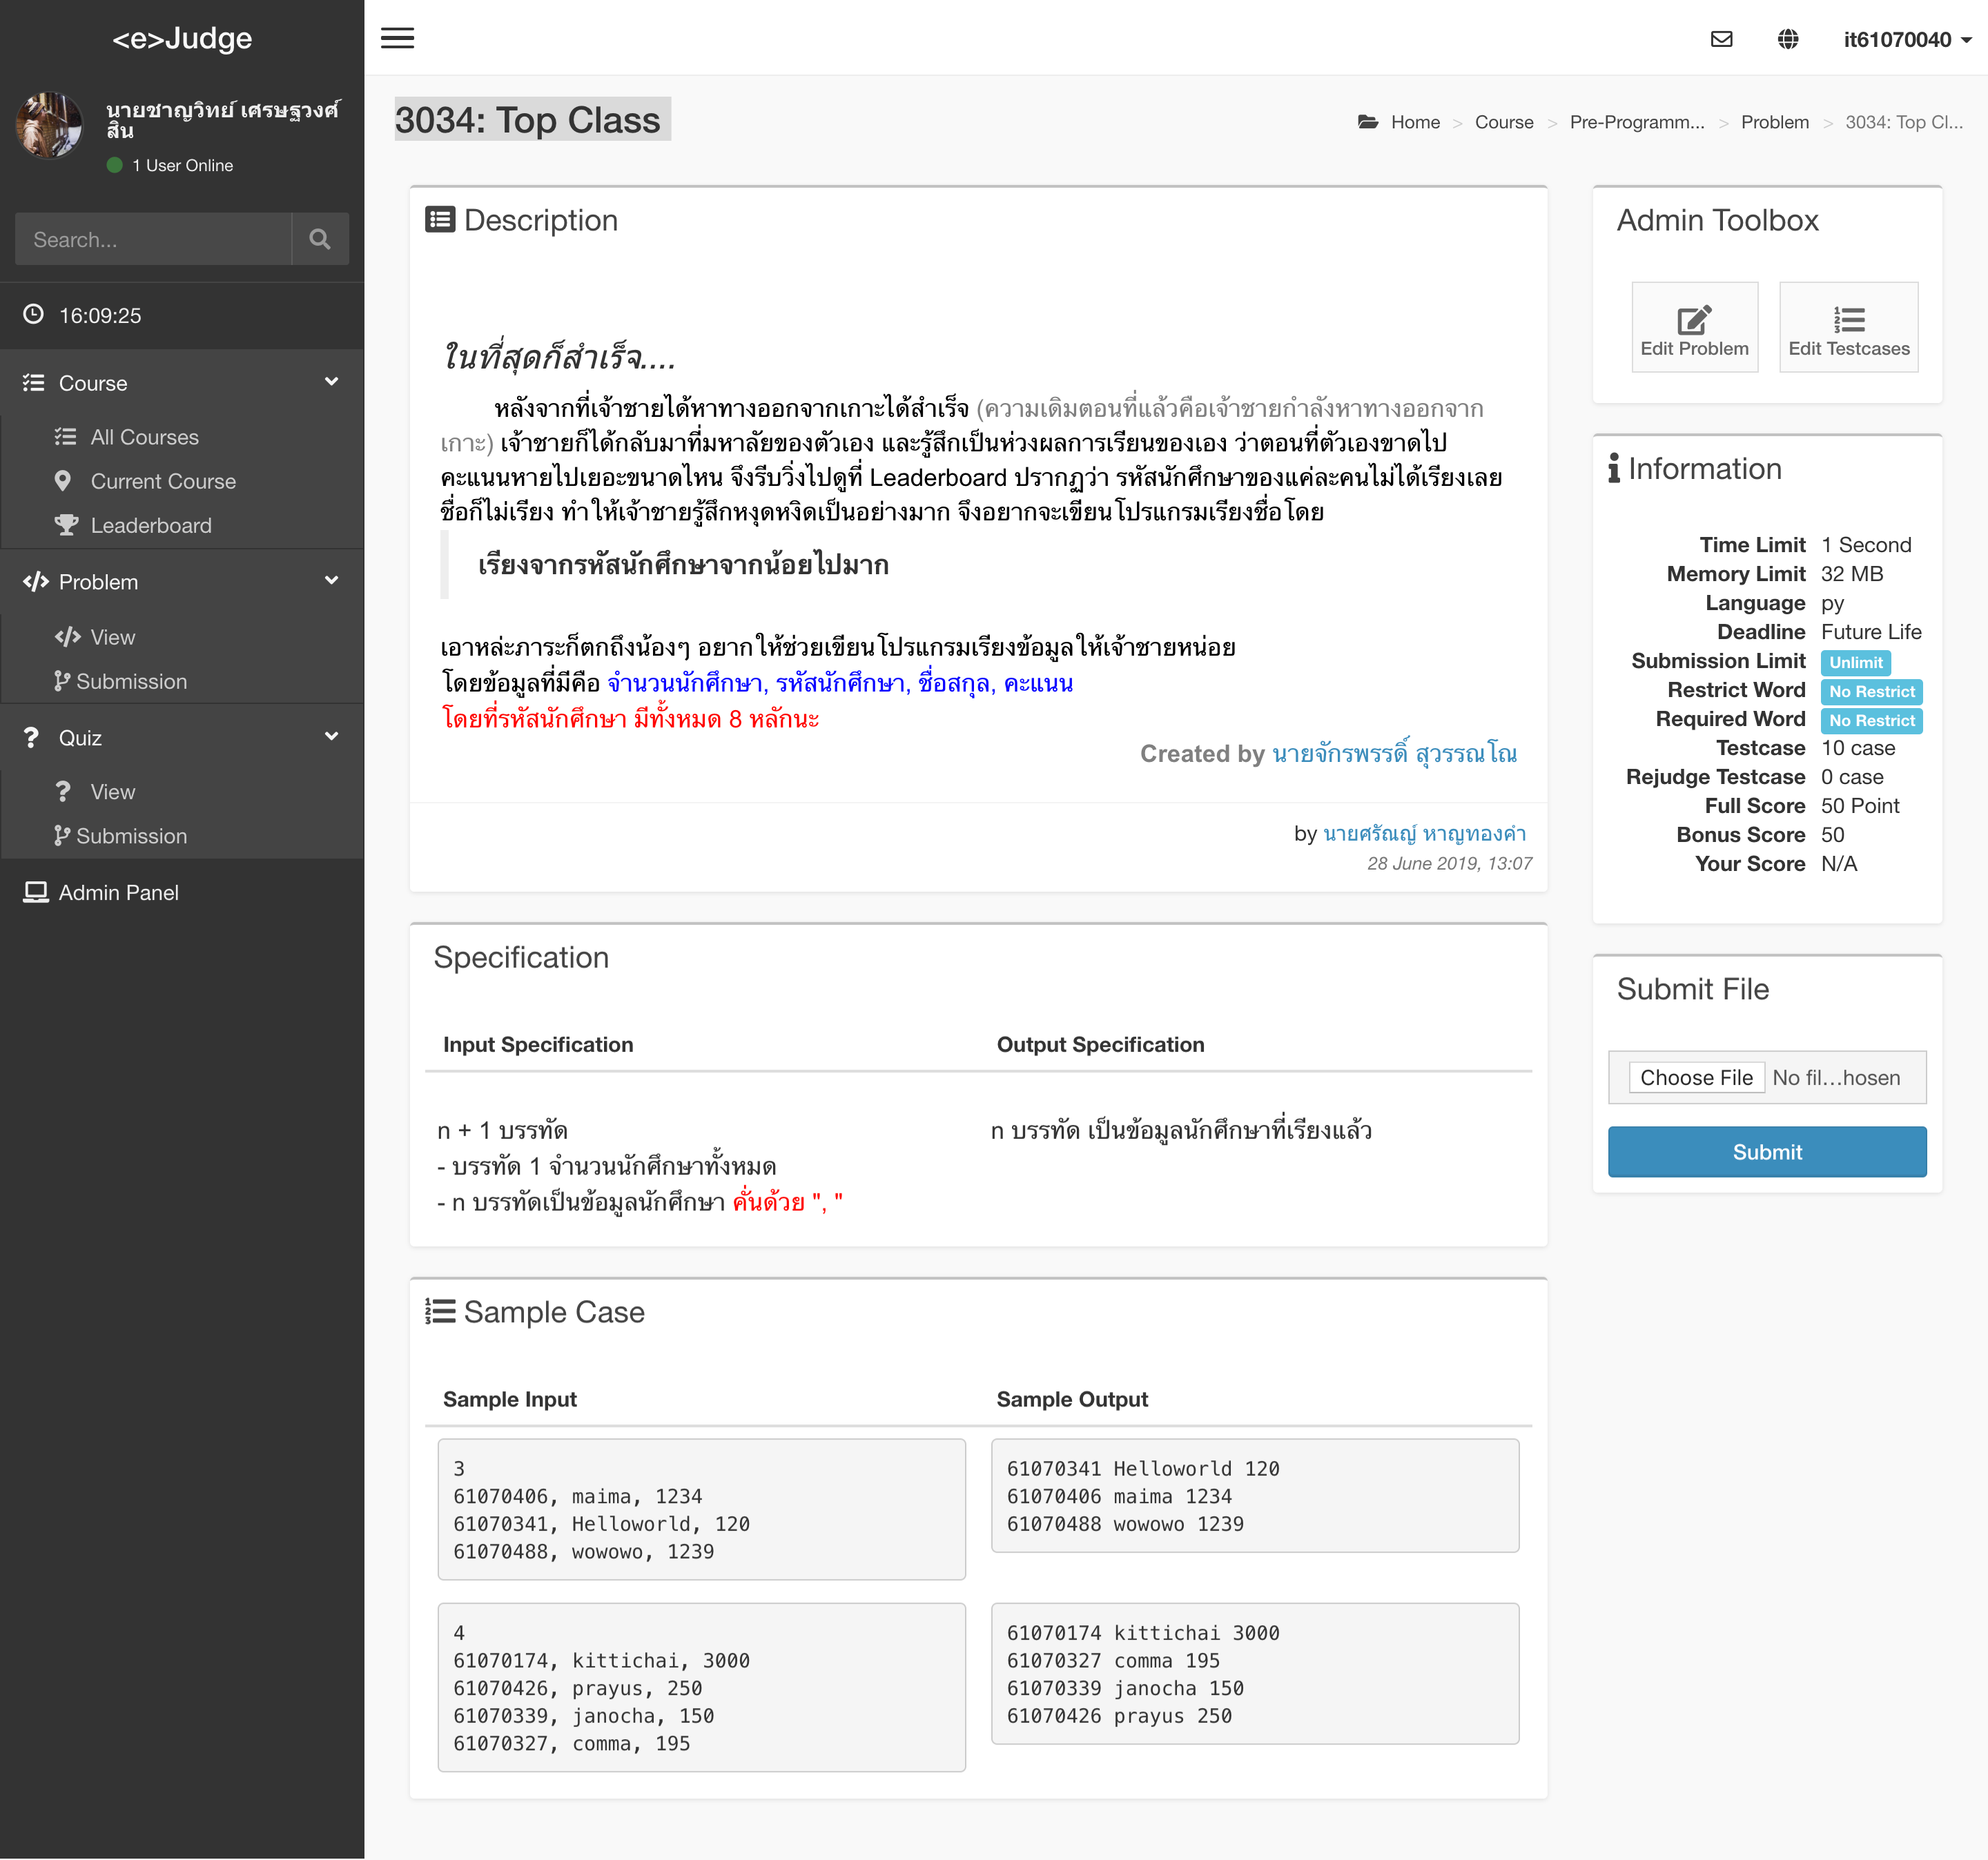 <e>Judge
นายชาญวิทย์ เศรษฐวงศ์
สิน
1 User Online
Search...
16:09:25
Course
All Courses
Current Course
Leaderboard
Problem
View
Submission
Quiz
View
Submission
Admin Panel
it61070040
3034: Top Class
Home > Course > Pre-Programm... > Problem > 3034: Top Cl...
Description
ในที่สุดก็สำเร็จ....
หลังจากที่เจ้าชายได้หาทางออกจากเกาะได้สำเร็จ (ความเดิมตอนที่แล้วคือเจ้าชายกำลังหาทางออกจาก
เกาะ) เจ้าชายก็ได้กลับมาที่มหาลัยของตัวเอง และรู้สึกเป็นห่วงผลการเรียนของเอง ว่าตอนที่ตัวเองขาดไป
คะแนนหายไปเยอะขนาดไหน จึงรีบวิ่งไปดูที่ Leaderboard ปรากฏว่า รหัสนักศึกษาของแค่ละคนไม่ได้เรียงเลย
ชื่อก็ไม่เรียง ทำให้เจ้าชายรู้สึกหงุดหงิดเป็นอย่างมาก จึงอยากจะเขียนโปรแกรมเรียงชื่อโดย
เรียงจากรหัสนักศึกษาจากน้อยไปมาก
เอาหล่ะภาระก็ตกถึงน้องๆ อยากให้ช่วยเขียนโปรแกรมเรียงข้อมูลให้เจ้าชายหน่อย
โดยข้อมูลที่มีคือ จำนวนนักศึกษา, รหัสนักศึกษา, ชื่อสกุล, คะแนน
โดยที่รหัสนักศึกษา มีทั้งหมด 8 หลักนะ
Created by นายจักรพรรดิ์ สุวรรณโณ
by นายศรัณญ์ หาญทองคำ
28 June 2019, 13:07
Specification
Input Specification
Output Specification
n + 1 บรรทัด
- บรรทัด 1 จำนวนนักศึกษาทั้งหมด
- n บรรทัดเป็นข้อมูลนักศึกษา คั่นด้วย ", "
n บรรทัด เป็นข้อมูลนักศึกษาที่เรียงแล้ว
Sample Case
Sample Input
Sample Output
3
61070406, maima, 1234
61070341, Helloworld, 120
61070488, wowowo, 1239
61070341 Helloworld 120
61070406 maima 1234
61070488 wowowo 1239
4
61070174, kittichai, 3000
61070426, prayus, 250
61070339, janocha, 150
61070327, comma, 195
61070174 kittichai 3000
61070327 comma 195
61070339 janocha 150
61070426 prayus 250
Admin Toolbox
Edit Problem
Edit Testcases
Information
Time Limit 1 Second
Memory Limit 32 MB
Language py
Deadline Future Life
Submission Limit Unlimit
Restrict Word No Restrict
Required Word No Restrict
Testcase 10 case
Rejudge Testcase 0 case
Full Score 50 Point
Bonus Score 50
Your Score N/A
Submit File
Choose File No fil...hosen
Submit